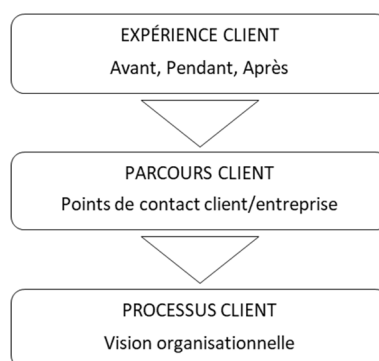 EXPÉRIENCE CLIENT
Avant, Pendant, Après
PARCOURS CLIENT
Points de contact client/entreprise
PROCESSUS CLIENT
Vision organisationnelle